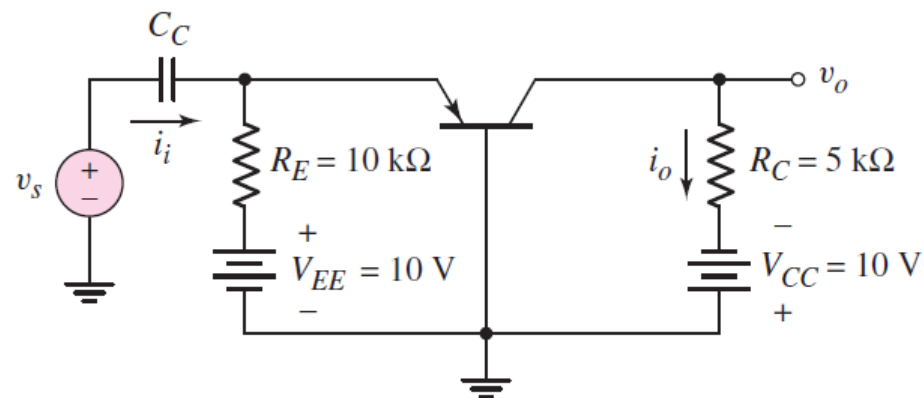 C_C
v_o
+
−
v_s
i_i
R_E = 10 kΩ
i_o
R_C = 5 kΩ
+
V_EE = 10 V
−
−
V_CC = 10 V
+